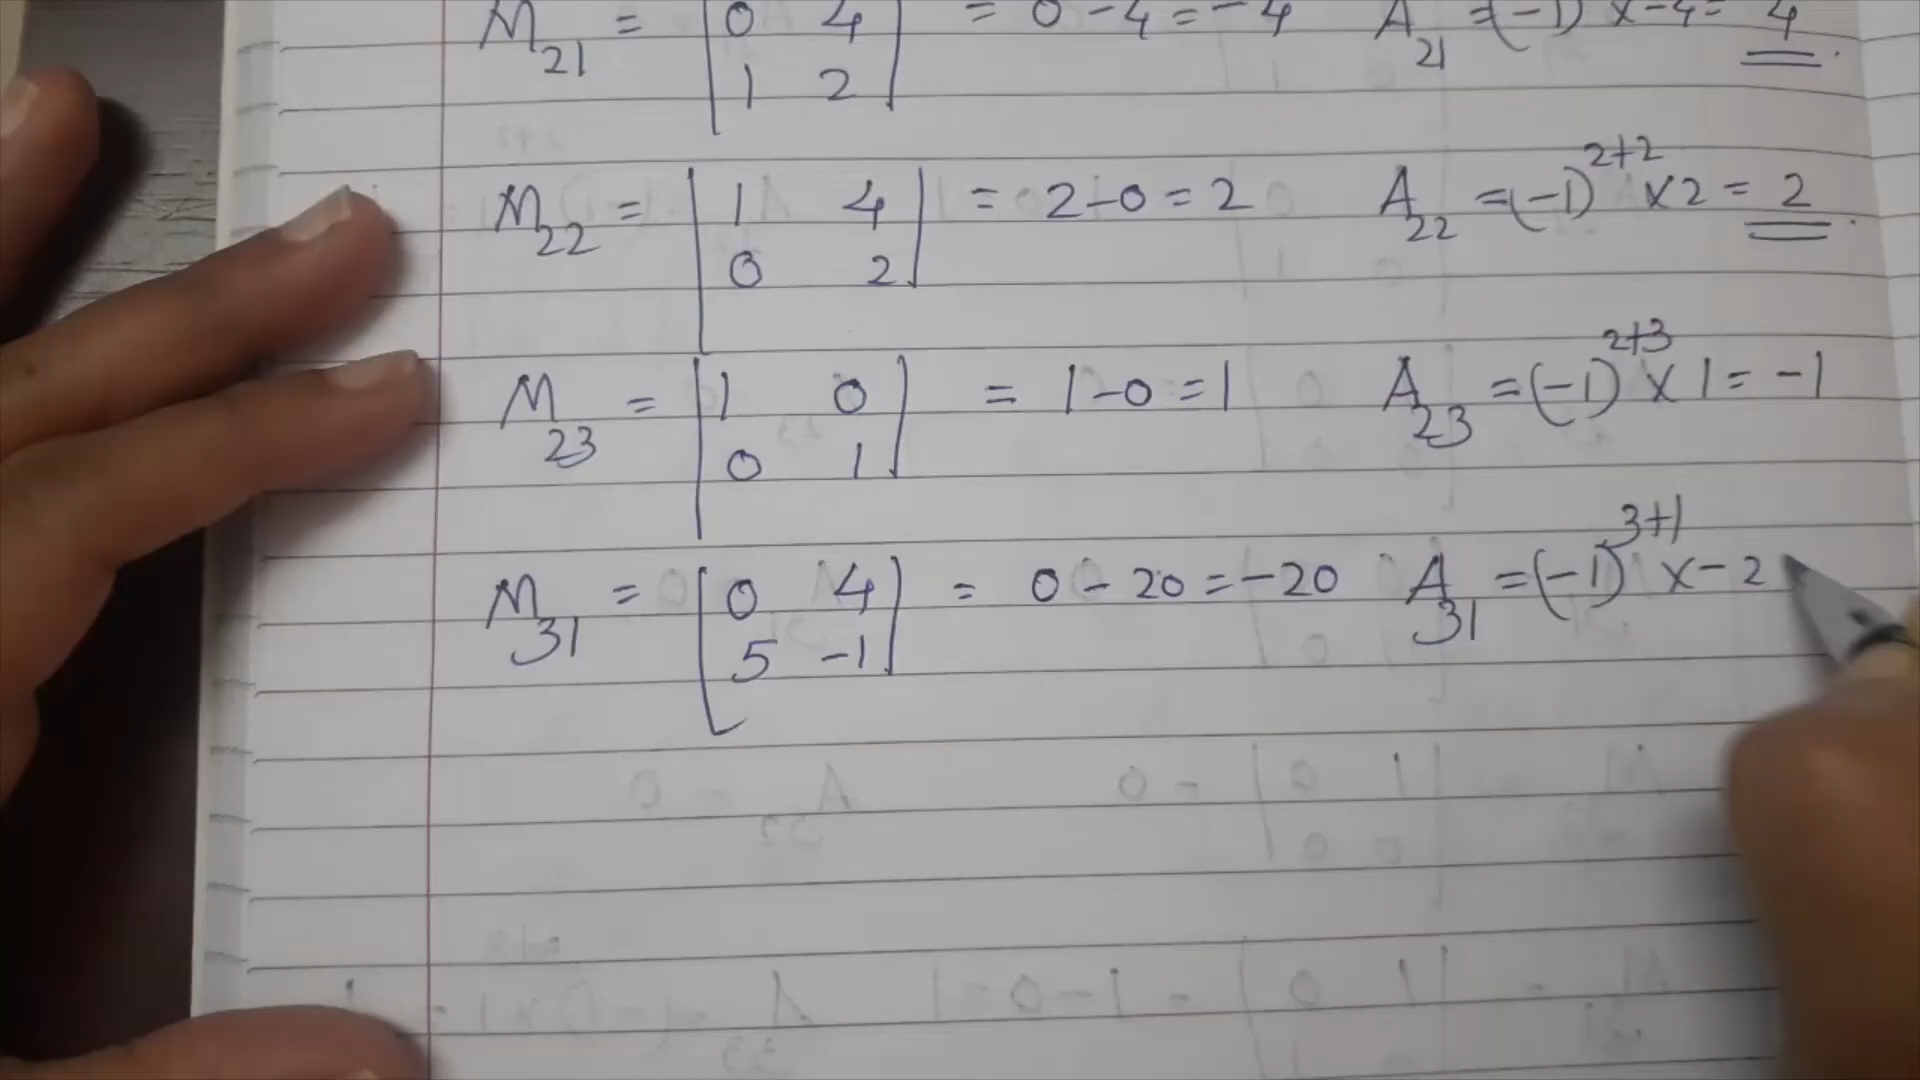 M₂₁ = |0 4| = 0 - 4 = -4 A₂₁ = (-1) x -4 = 4
|1 2|
M₂₂ = |1 4| = 2-0 = 2 A₂₂ = (-1)²⁺² x 2 = 2
|0 2|
M₂₃ = |1 0| = 1-0 = 1 A₂₃ = (-1)²⁺³ x 1 = -1
|0 1|
M₃₁ = |0 4| = 0 - 20 = -20 A₃₁ = (-1)³⁺¹ x -2
|5 -1|